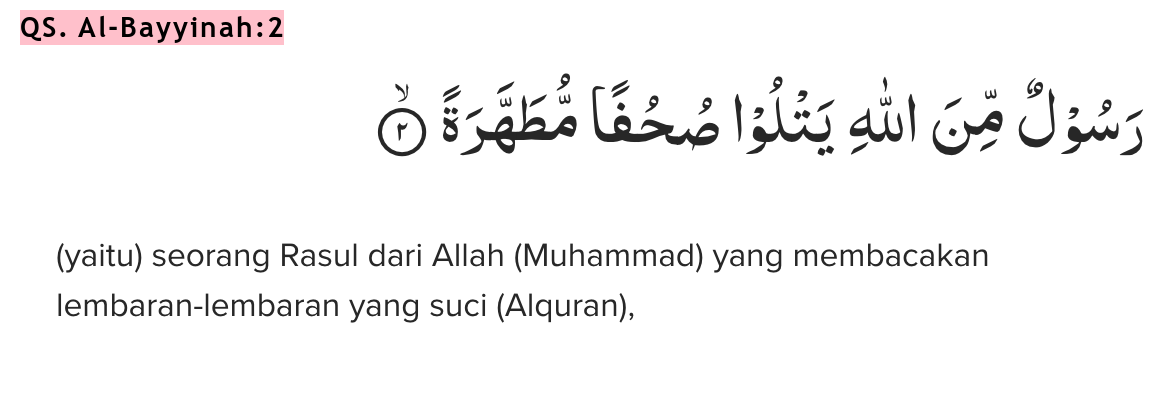 QS. Al-Bayyinah:2
رَسُوْلٌ مِّنَ اللّٰهِ يَتْلُوْا صُحُفًا مُّطَهَّرَةًۙ ٢
(yaitu) seorang Rasul dari Allah (Muhammad) yang membacakan
lembaran-lembaran yang suci (Alquran),